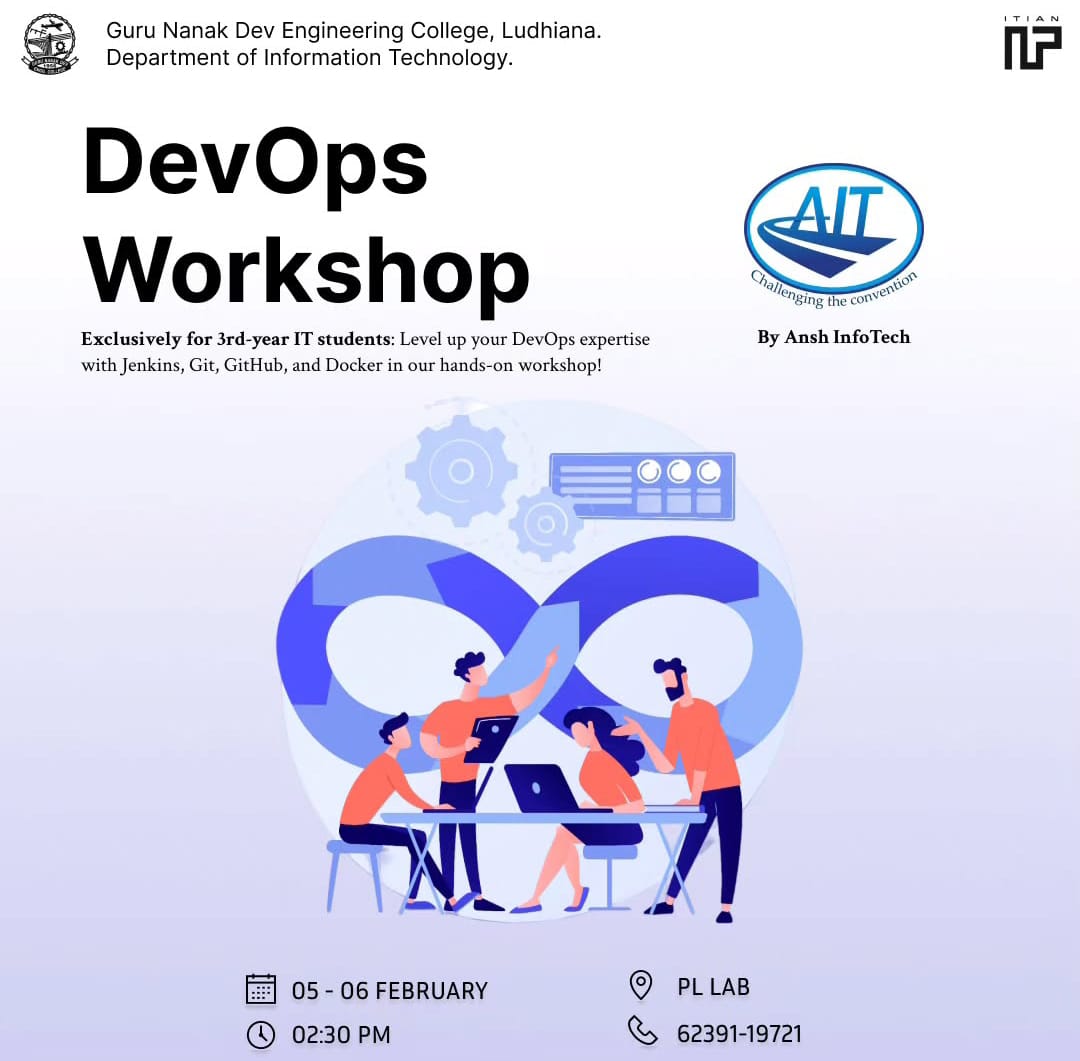 Guru Nanak Dev Engineering College, Ludhiana.
Department of Information Technology.
ITIAN
DevOps
Workshop
Exclusively for 3rd-year IT students: Level up your DevOps expertise
with Jenkins, Git, GitHub, and Docker in our hands-on workshop!
AIT
Challenging the convention
By Ansh InfoTech
05 - 06 FEBRUARY
02:30 PM
PL LAB
62391-19721